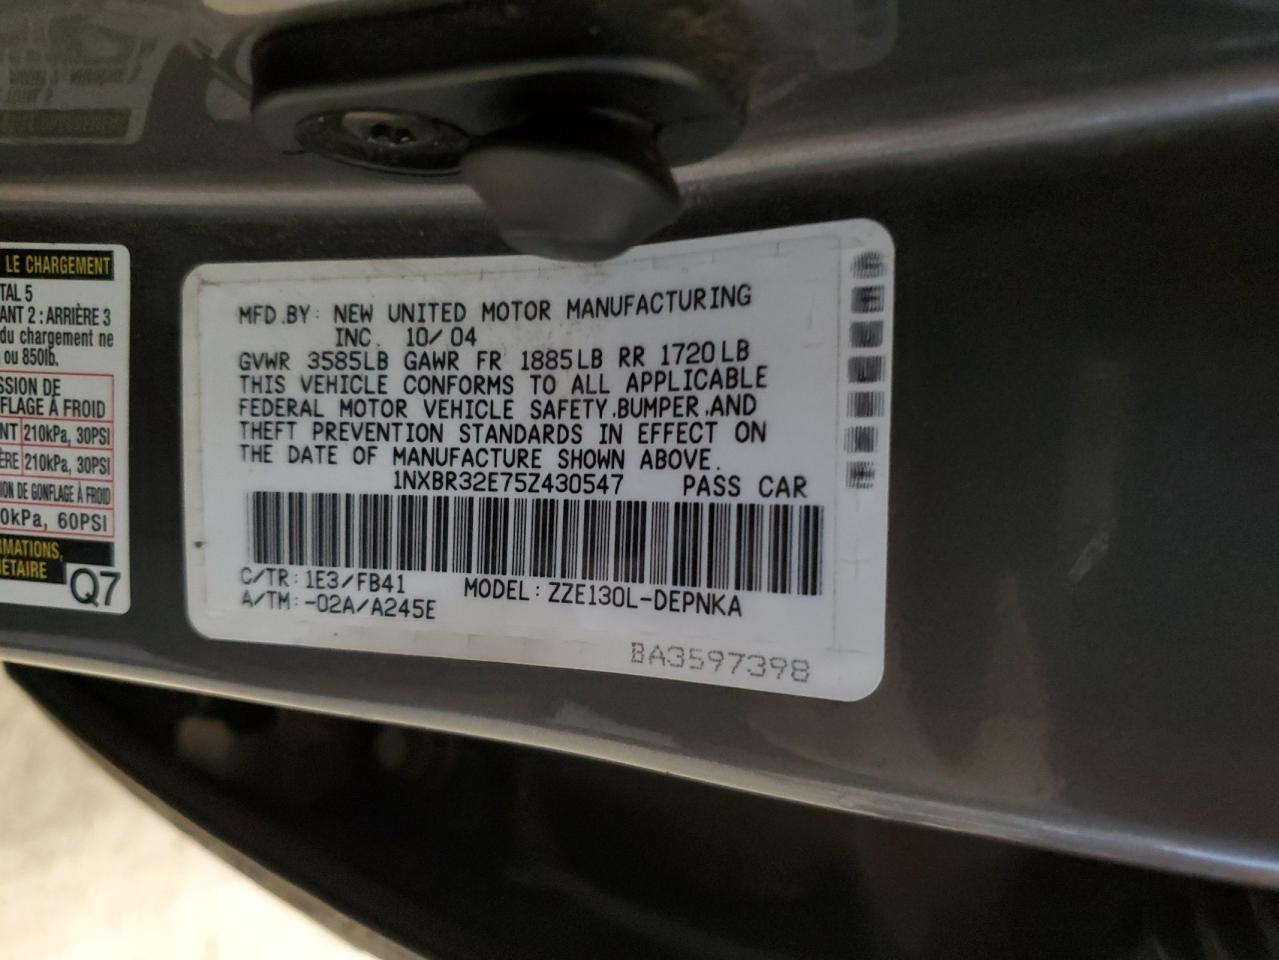 LE CHARGEMENT
TAL 5
ANT 2 : ARRIÈRE 3
du chargement ne
ou 850lb.
SSION DE
FLAGE À FROID
NT 210kPa, 30PSI
ÈRE 210kPa, 30PSI
ION DE GONFLAGE À FROID
0kPa, 60PSI
RMATIONS,
IÉTAIRE
Q7
MFD.BY: NEW UNITED MOTOR MANUFACTURING
INC. 10/04
GVWR 3585LB GAWR FR 1885LB RR 1720LB
THIS VEHICLE CONFORMS TO ALL APPLICABLE
FEDERAL MOTOR VEHICLE SAFETY,BUMPER,AND
THEFT PREVENTION STANDARDS IN EFFECT ON
THE DATE OF MANUFACTURE SHOWN ABOVE.
1NXBR32E75Z430547 PASS CAR
C/TR:1E3/FB41 MODEL:ZZE130L-DEPNKA
A/TM:-02A/A245E
BA3597398